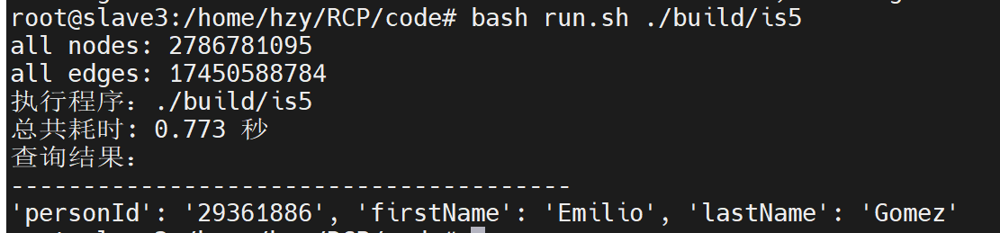 root@slave3:/home/hzy/RCP/code# bash run.sh ./build/is5
all nodes: 2786781095
all edges: 17450588784
执行程序：./build/is5
总共耗时: 0.773 秒
查询结果：
---------------------------------------
'personId': '29361886', 'firstName': 'Emilio', 'lastName': 'Gomez'